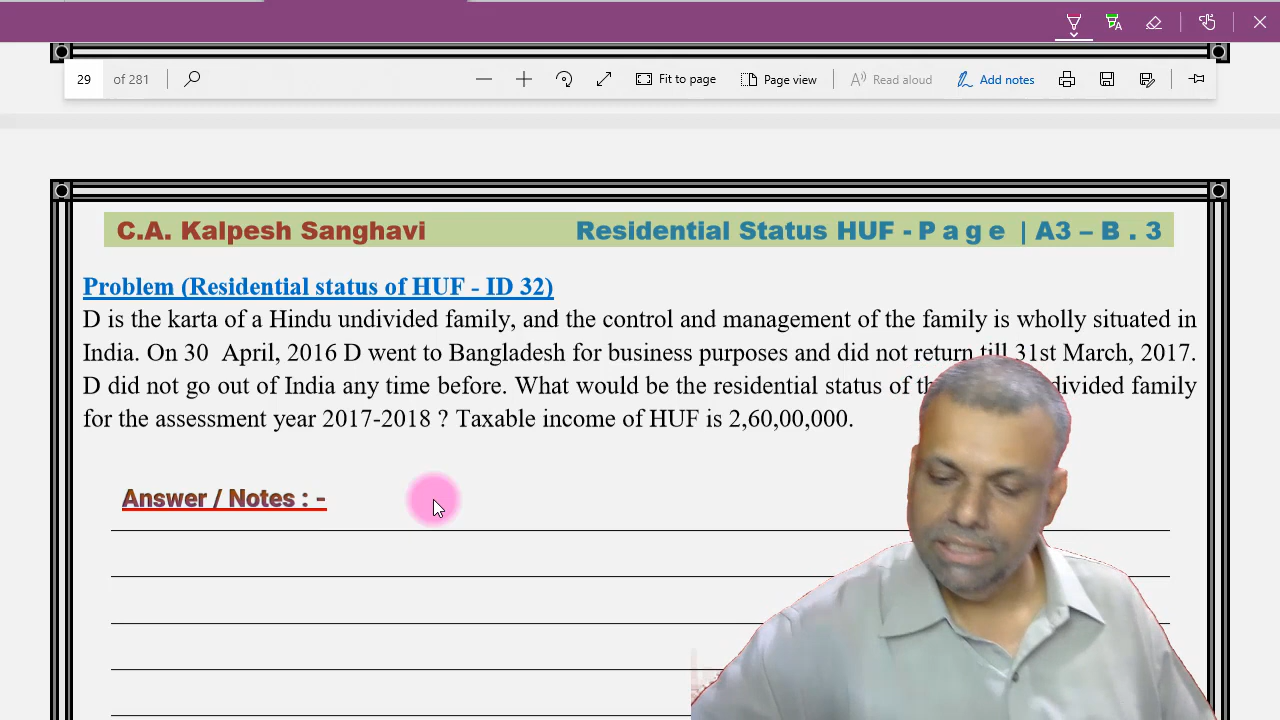 29 of 281 Fit to page Page view Read aloud Add notes
C.A. Kalpesh Sanghavi Residential Status HUF - P a g e | A3 – B . 3
Problem (Residential status of HUF - ID 32)
D is the karta of a Hindu undivided family, and the control and management of the family is wholly situated in
India. On 30 April, 2016 D went to Bangladesh for business purposes and did not return till 31st March, 2017.
D did not go out of India any time before. What would be the residential status of divided family
for the assessment year 2017-2018 ? Taxable income of HUF is 2,60,00,000.
Answer / Notes : -